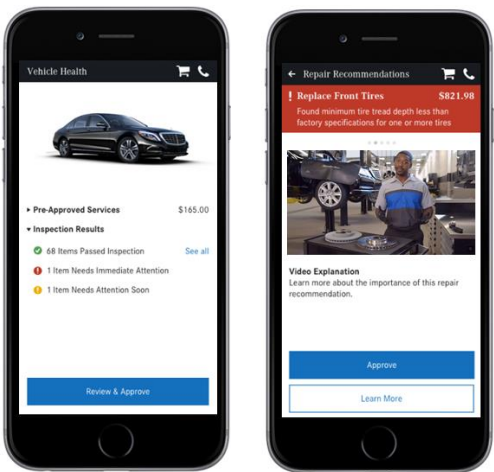 Vehicle Health
Pre-Approved Services $165.00
Inspection Results
68 Items Passed Inspection See all
1 Item Needs Immediate Attention
1 Item Needs Attention Soon
Review & Approve
Repair Recommendations
! Replace Front Tires $821.98
Found minimum tire tread depth less than
factory specifications for one or more tires
Video Explanation
Learn more about the importance of this repair
recommendation.
Approve
Learn More